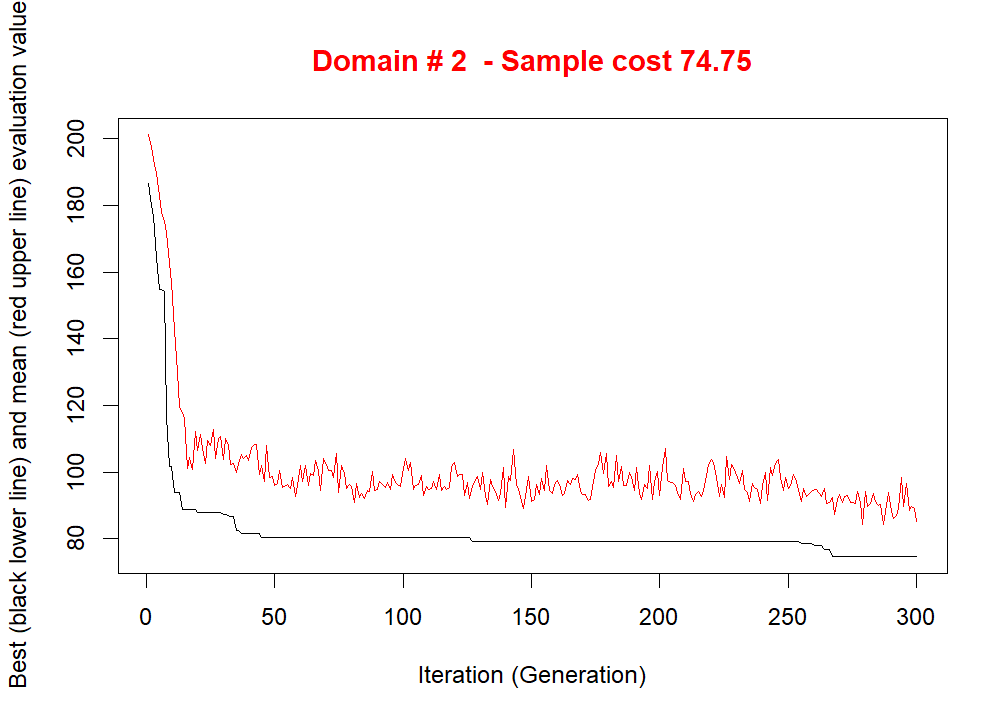 Domain # 2  - Sample cost 74.75
Best (black lower line) and mean (red upper line) evaluation value
200
180
160
140
120
100
80
0 50 100 150 200 250 300
Iteration (Generation)